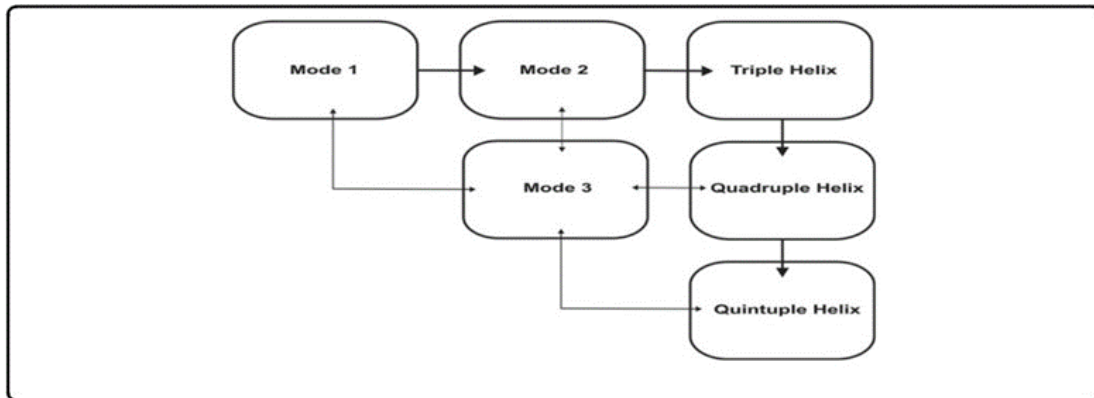 Mode 1
Mode 2
Triple Helix
Mode 3
Quadruple Helix
Quintuple Helix